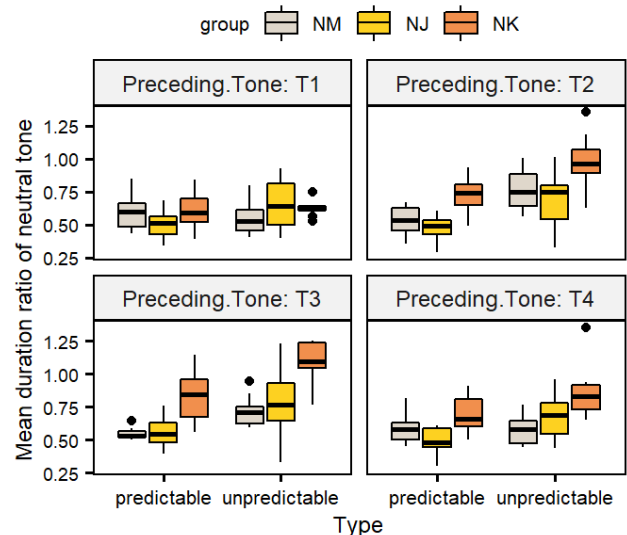 group NM NJ NK
Preceding.Tone: T1
Preceding.Tone: T2
1.25
1.00
0.75
0.50
0.25
Preceding.Tone: T3
Preceding.Tone: T4
1.25
1.00
0.75
0.50
0.25
Mean duration ratio of neutral tone
predictable unpredictable
predictable unpredictable
Type